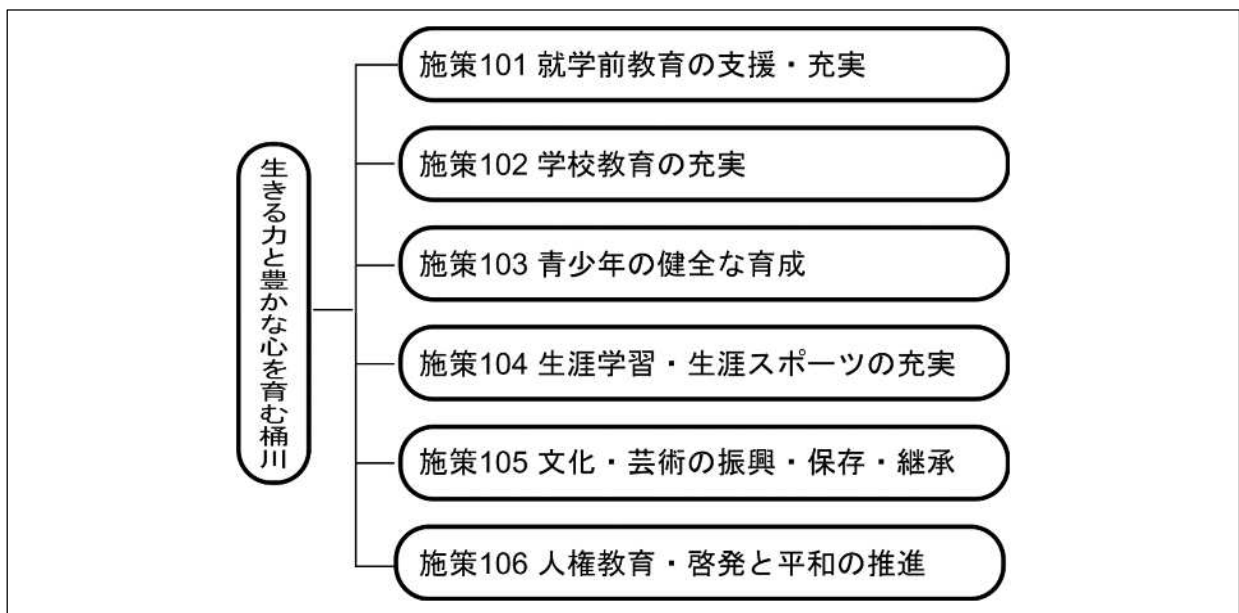 生きる力と豊かな心を育む桶川
施策101 就学前教育の支援・充実
施策102 学校教育の充実
施策103 青少年の健全な育成
施策104 生涯学習・生涯スポーツの充実
施策105 文化・芸術の振興・保存・継承
施策106 人権教育・啓発と平和の推進